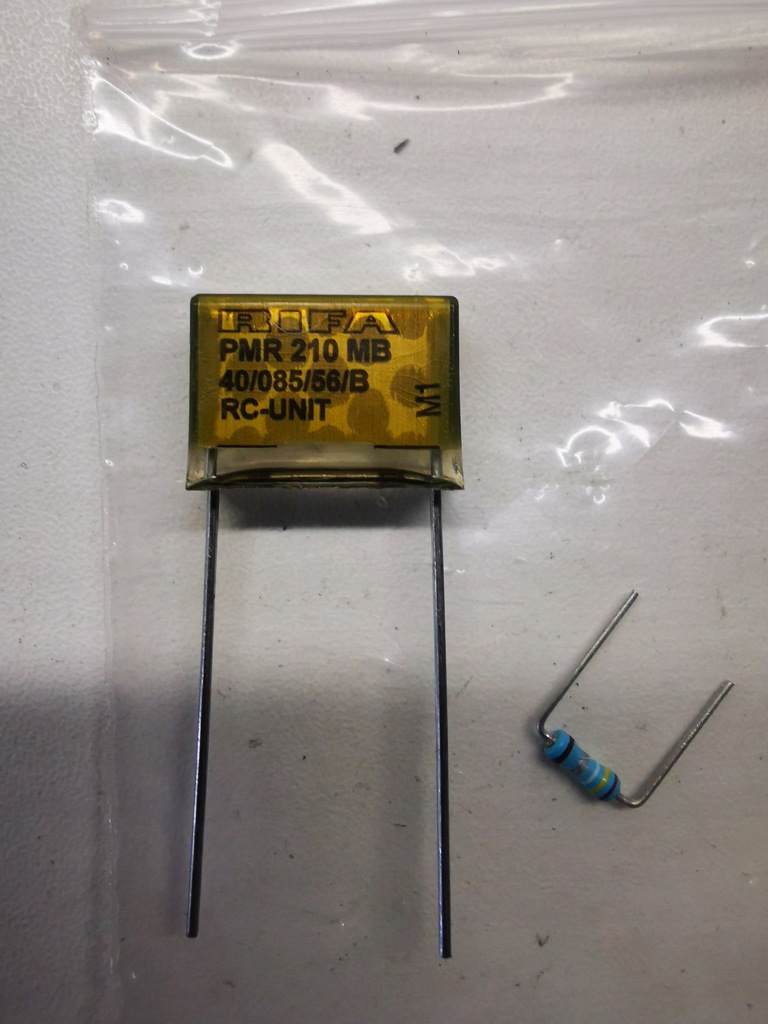 RIFA
PMR 210 MB
40/085/56/B
RC-UNIT
M1